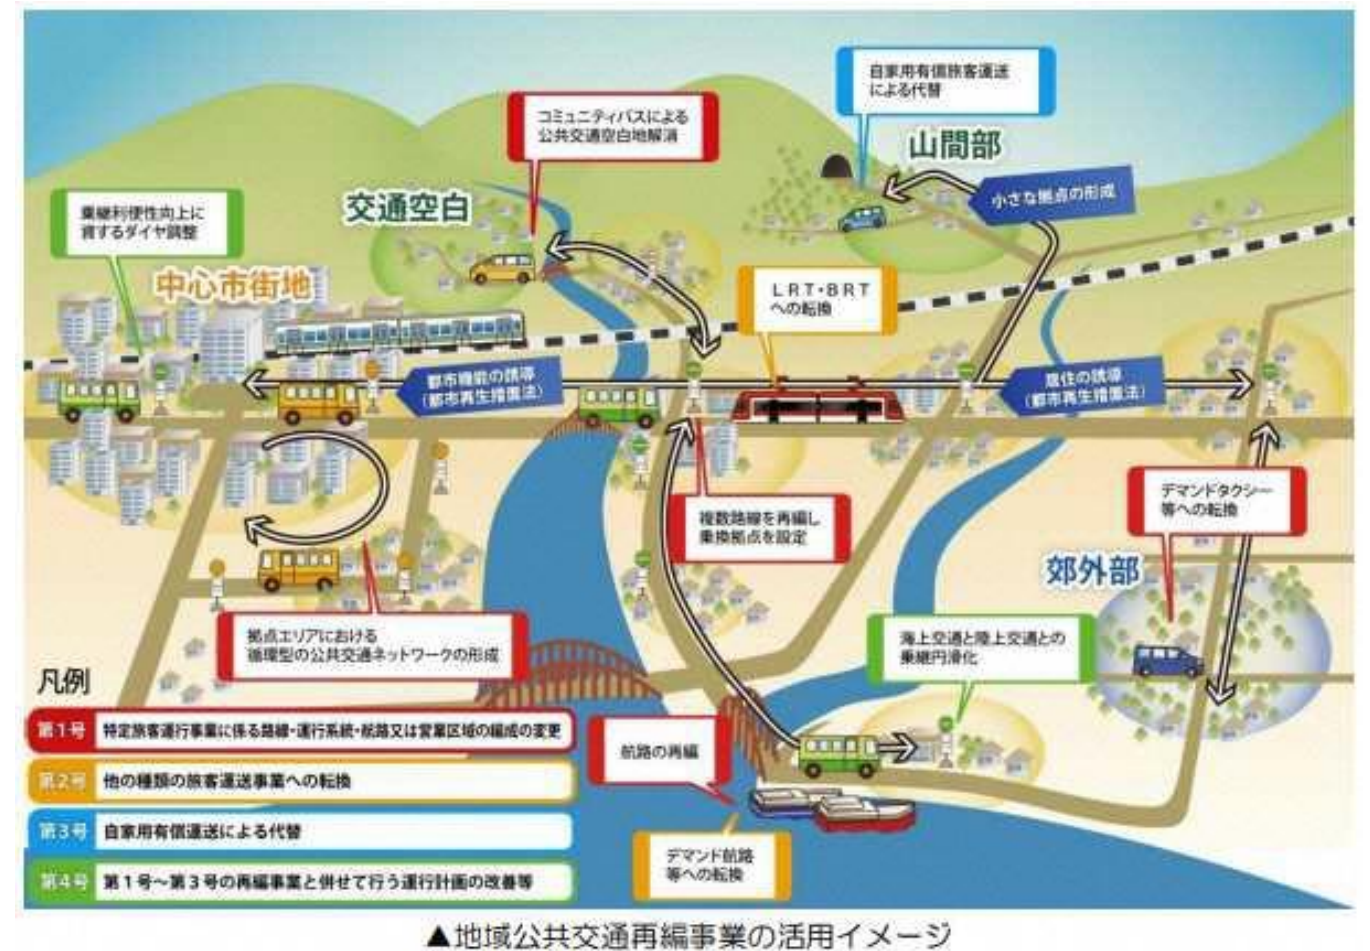 自家用有償旅客運送
による代替
コミュニティバスによる
公共交通空白地解消
山間部
小さな拠点の形成
交通空白
乗継利便性向上に
資するダイヤ調整
中心市街地
LRT・BRT
への転換
都市機能の誘導
(都市再生措置法)
居住の誘導
(都市再生措置法)
デマンドタクシー
等への転換
複数路線を再編し
乗換拠点を設定
郊外部
拠点エリアにおける
循環型の公共交通ネットワークの形成
海上交通と陸上交通との
乗継円滑化
凡例
第1号 特定旅客運行事業に係る路線・運行系統・航路又は営業区域の編成の変更
第2号 他の種類の旅客運送事業への転換
第3号 自家用有償運送による代替
第4号 第1号～第3号の再編事業と併せて行う運行計画の改善等
航路の再編
デマンド航路
等への転換
▲地域公共交通再編事業の活用イメージ